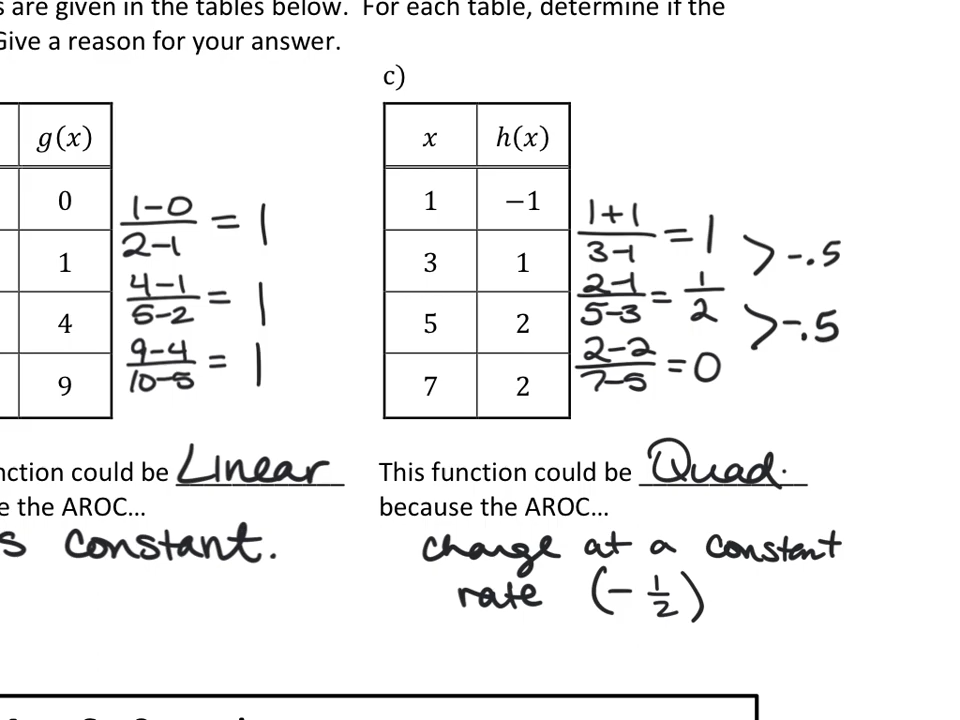 s are given in the tables below. For each table, determine if the
Give a reason for your answer.
c)
g(x)
0
1
4
9
1-0/2-1 = 1
4-1/5-2 = 1
9-4/10-5 = 1
x h(x)
1 −1
3 1
5 2
7 2
1+1/3-1 = 1
2-1/5-3 = 1/2
2-2/7-5 = 0
> -.5
> -.5
nction could be Linear
e the AROC...
s constant.
This function could be Quad.
because the AROC...
change at a constant
rate (- 1/2)